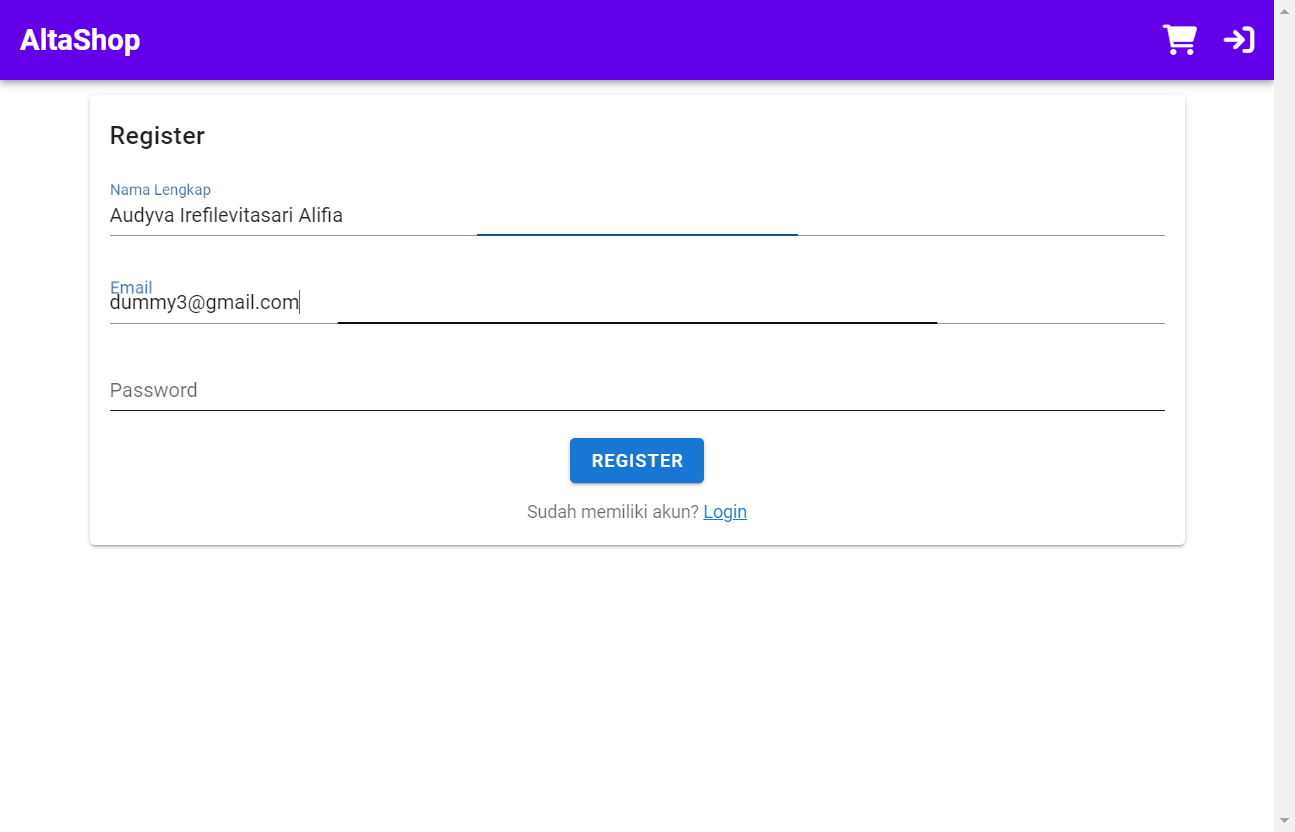 AltaShop
Register
Nama Lengkap
Audyva Irefilevitasari Alifia
Email
dummy3@gmail.com
Password
REGISTER
Sudah memiliki akun? Login